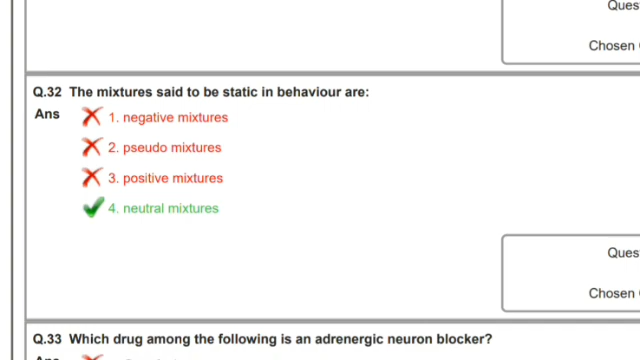 Ques
Chosen
Q.32 The mixtures said to be static in behaviour are:
Ans 1. negative mixtures
2. pseudo mixtures
3. positive mixtures
4. neutral mixtures
Ques
Chosen
Q.33 Which drug among the following is an adrenergic neuron blocker?
Ans